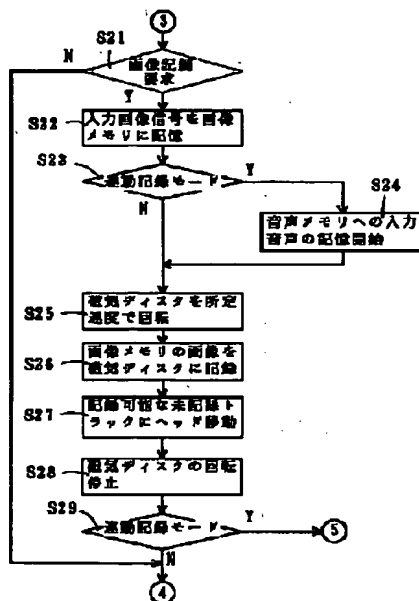 ③
S21
N
画像記録
要求
Y
S22
入力画像信号を画像
メモリに記憶
S23
連動記録モード
Y
N
S24
音声メモリへの入力
音声の記憶開始
S25
磁気ディスクを所定
速度で回転
S26
画像メモリの画像を
磁気ディスクに記録
S27
記録可能な未記録ト
ラックにヘッド移動
S28
磁気ディスクの回転
停止
S29
連動記録モード
Y
⑤
N
④